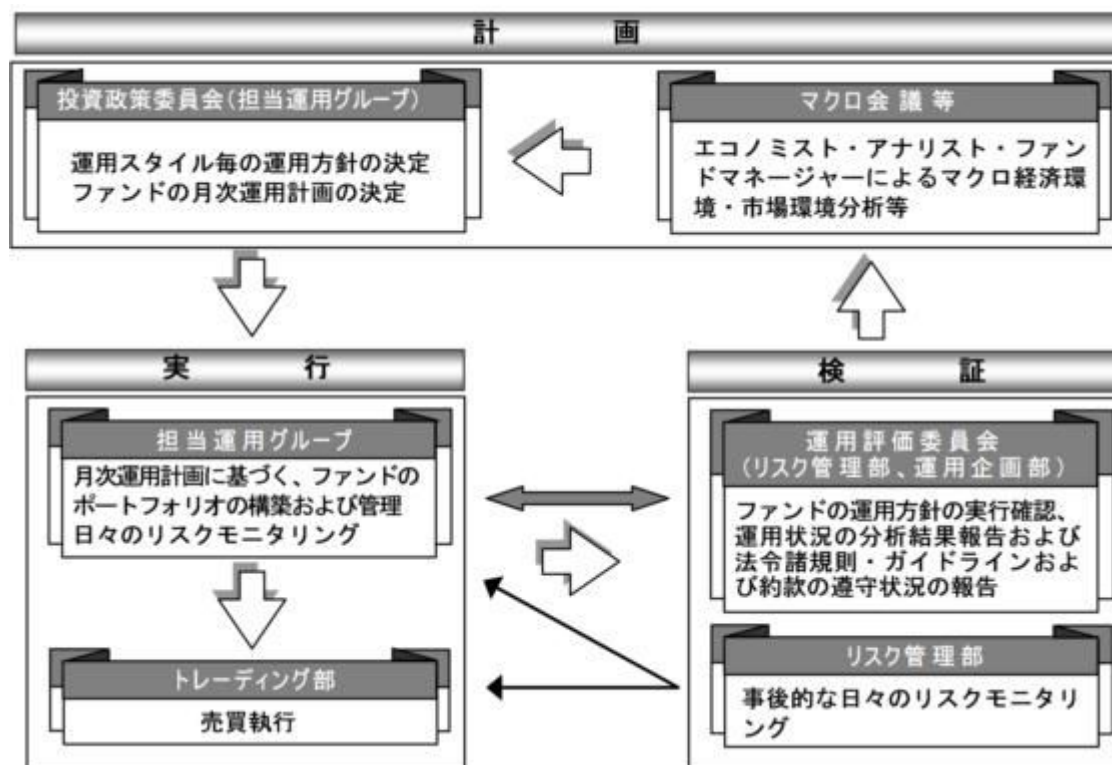 計画
投資政策委員会(担当運用グループ)
運用スタイル毎の運用方針の決定
ファンドの月次運用計画の決定
マクロ会議等
エコノミスト・アナリスト・ファン
ドマネージャーによるマクロ経済環
境・市場環境分析等
実行
担当運用グループ
月次運用計画に基づく、ファンドの
ポートフォリオの構築および管理
日々のリスクモニタリング
トレーディング部
売買執行
検証
運用評価委員会
(リスク管理部、運用企画部)
ファンドの運用方針の実行確認、
運用状況の分析結果報告および
法令諸規則・ガイドラインおよ
び約款の遵守状況の報告
リスク管理部
事後的な日々のリスクモニタリ
ング